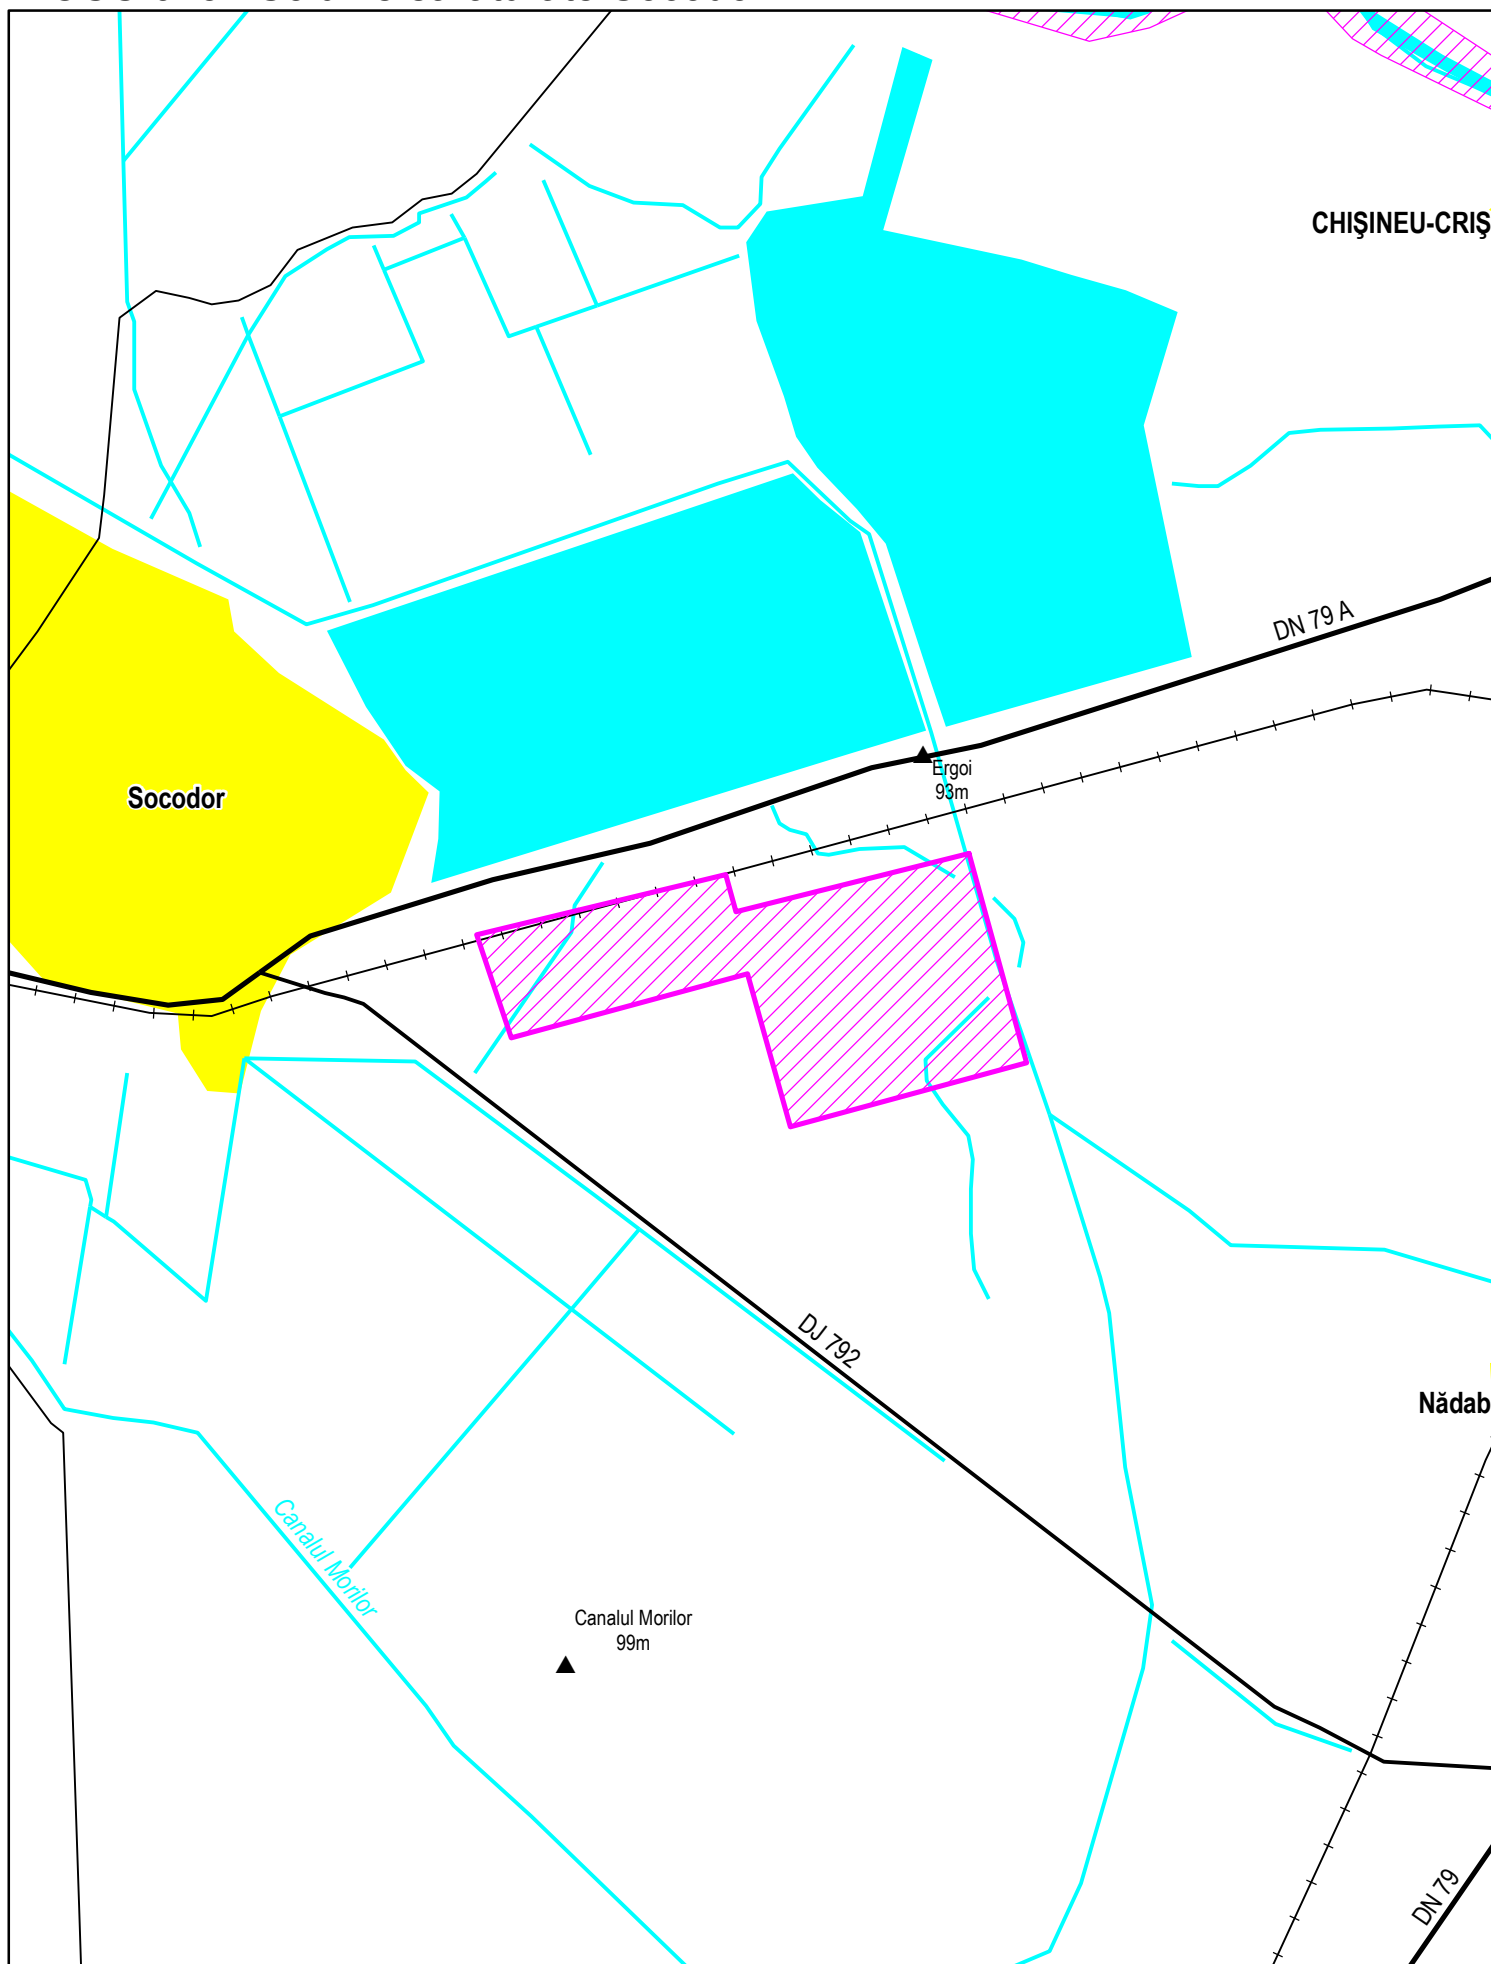 CHIŞINEU-CRIŞ
DN 79 A
Ergoi
93m
Socodor
DJ 792
Nădab
Canalul Morilor
Canalul Morilor
99m
DN 79